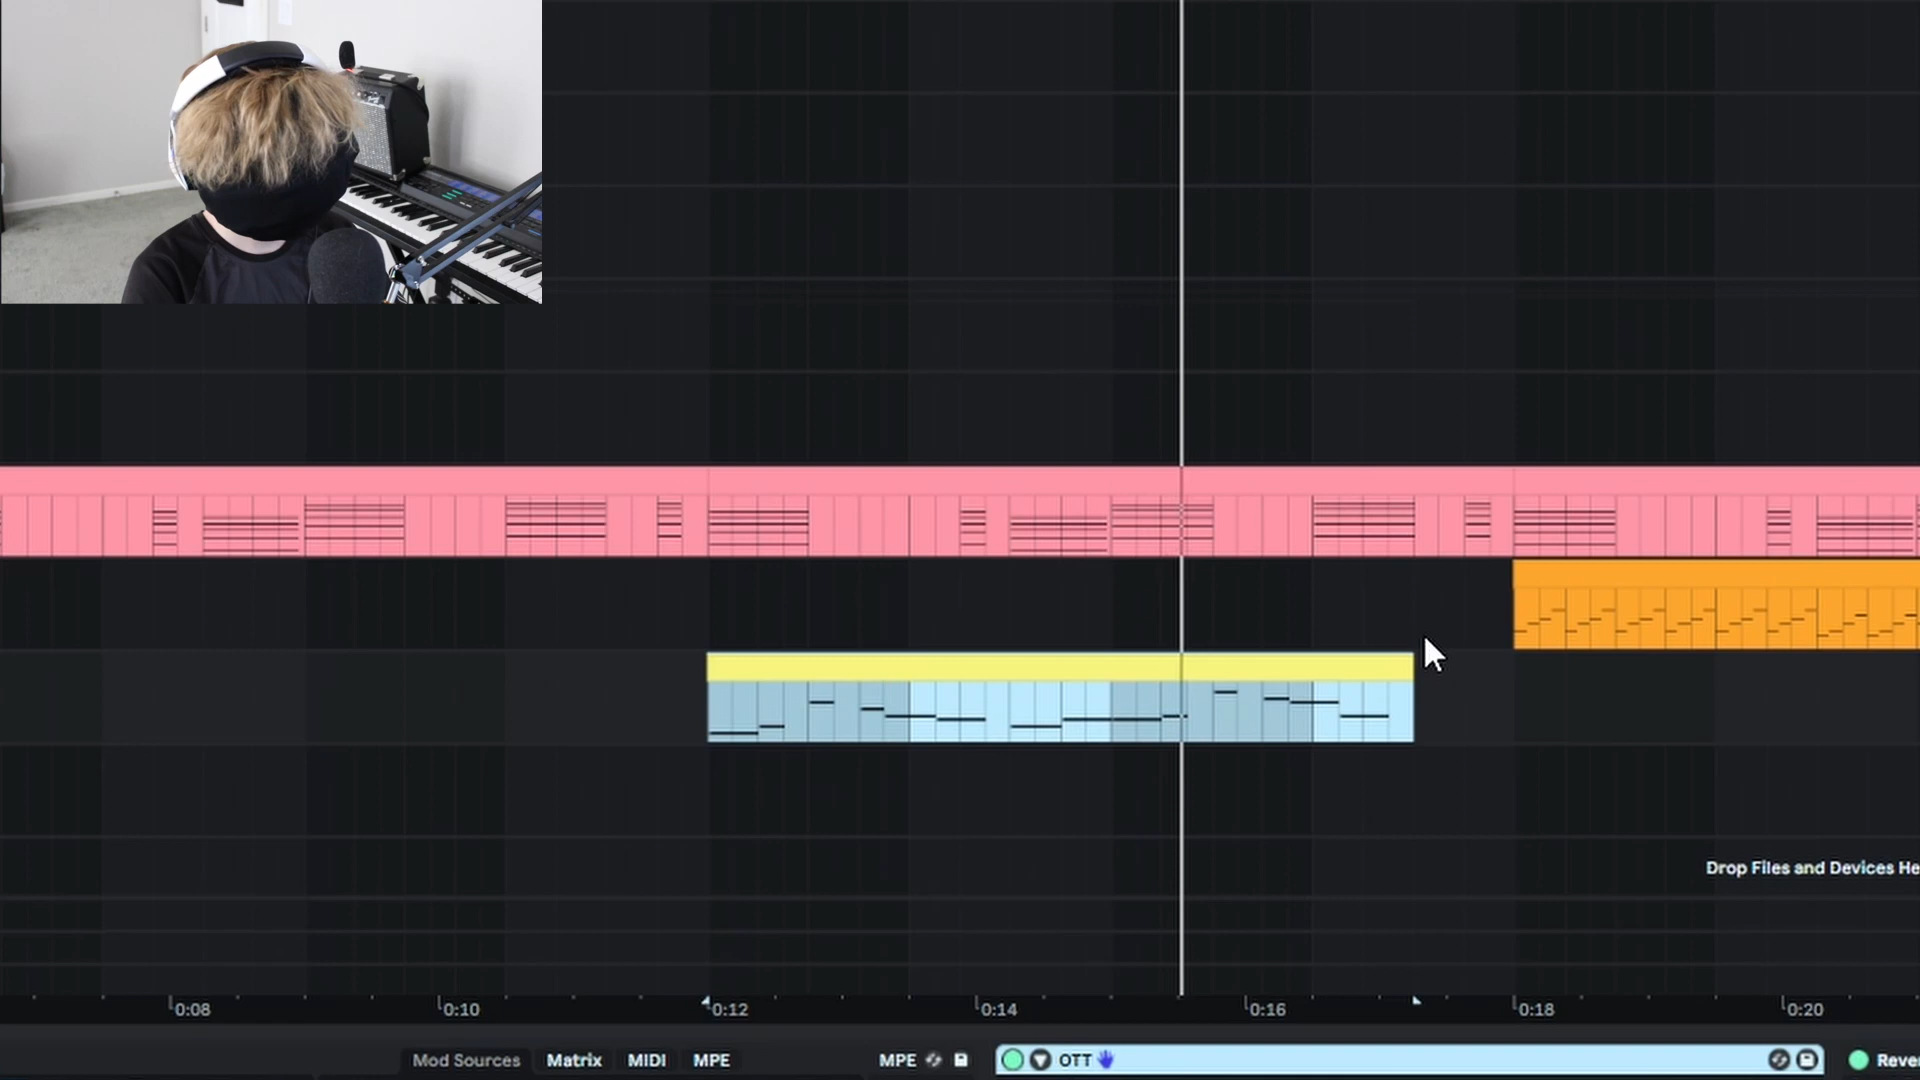 Drop Files and Devices He
0:08 0:10 0:12 0:14 0:16 0:18 0:20
Mod Sources Matrix MIDI MPE MPE OTT Reve